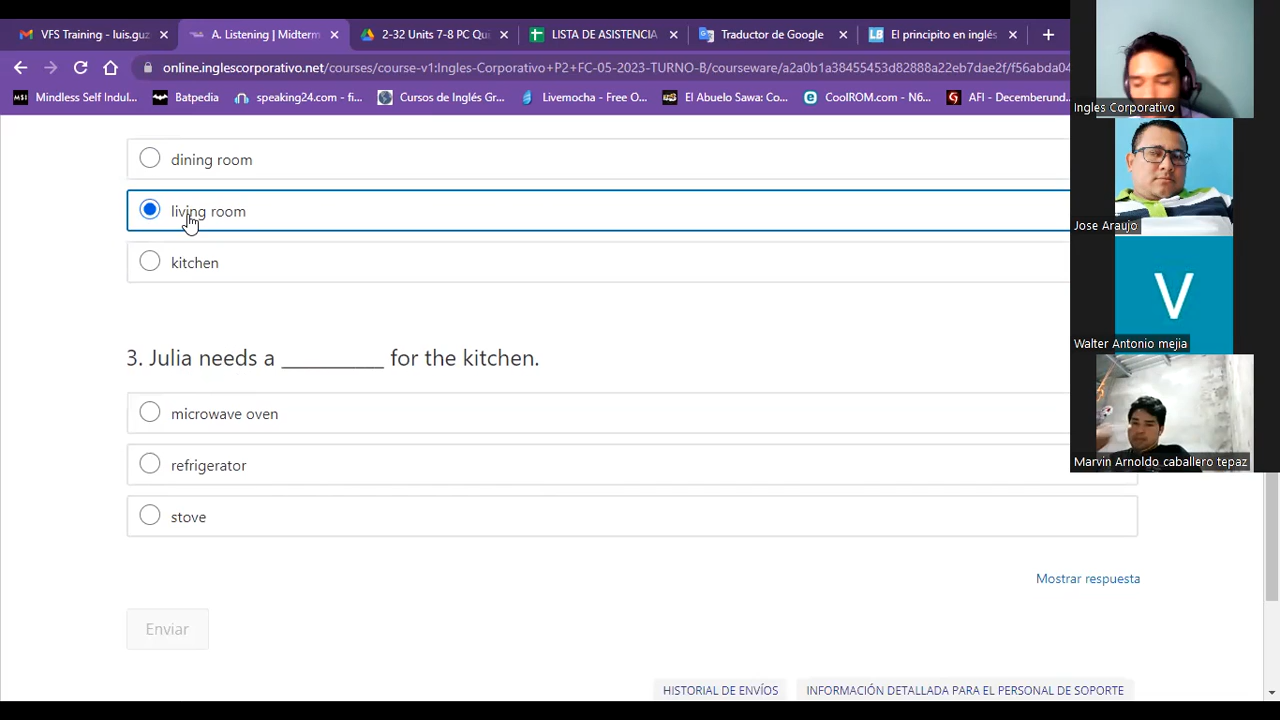 VFS Training - luis.guz
A. Listening | Midterm
2-32 Units 7-8 PC Qu
LISTA DE ASISTENCIA
Traductor de Google
El principito en inglés
online.inglescorporativo.net/courses/course-v1:Ingles-Corporativo+P2+FC-05-2023-TURNO-B/courseware/a2a0b1a38455453d82888a22eb7dae2f/f56abda04
Mindless Self Indul...
Batpedia
speaking24.com - fi...
Cursos de Inglés Gr...
Livemocha - Free O...
El Abuelo Sawa: Co...
CoolROM.com - N6...
AFI - Decemberund...
Ingles Corporativo
dining room
living room
kitchen
Jose Araujo
V
Walter Antonio mejia
3. Julia needs a __________ for the kitchen.
microwave oven
refrigerator
stove
Marvin Arnoldo caballero tepaz
Mostrar respuesta
Enviar
HISTORIAL DE ENVÍOS
INFORMACIÓN DETALLADA PARA EL PERSONAL DE SOPORTE